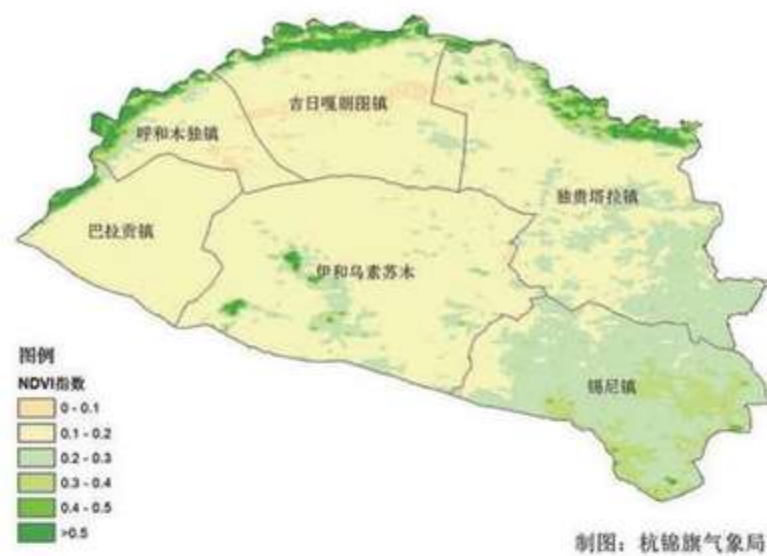 吉日嘎朗图镇
呼和木独镇
独贵塔拉镇
巴拉贡镇
伊和乌素苏木
锡尼镇
图例
NDVI指数
0 - 0.1
0.1 - 0.2
0.2 - 0.3
0.3 - 0.4
0.4 - 0.5
>0.5
制图：杭锦旗气象局